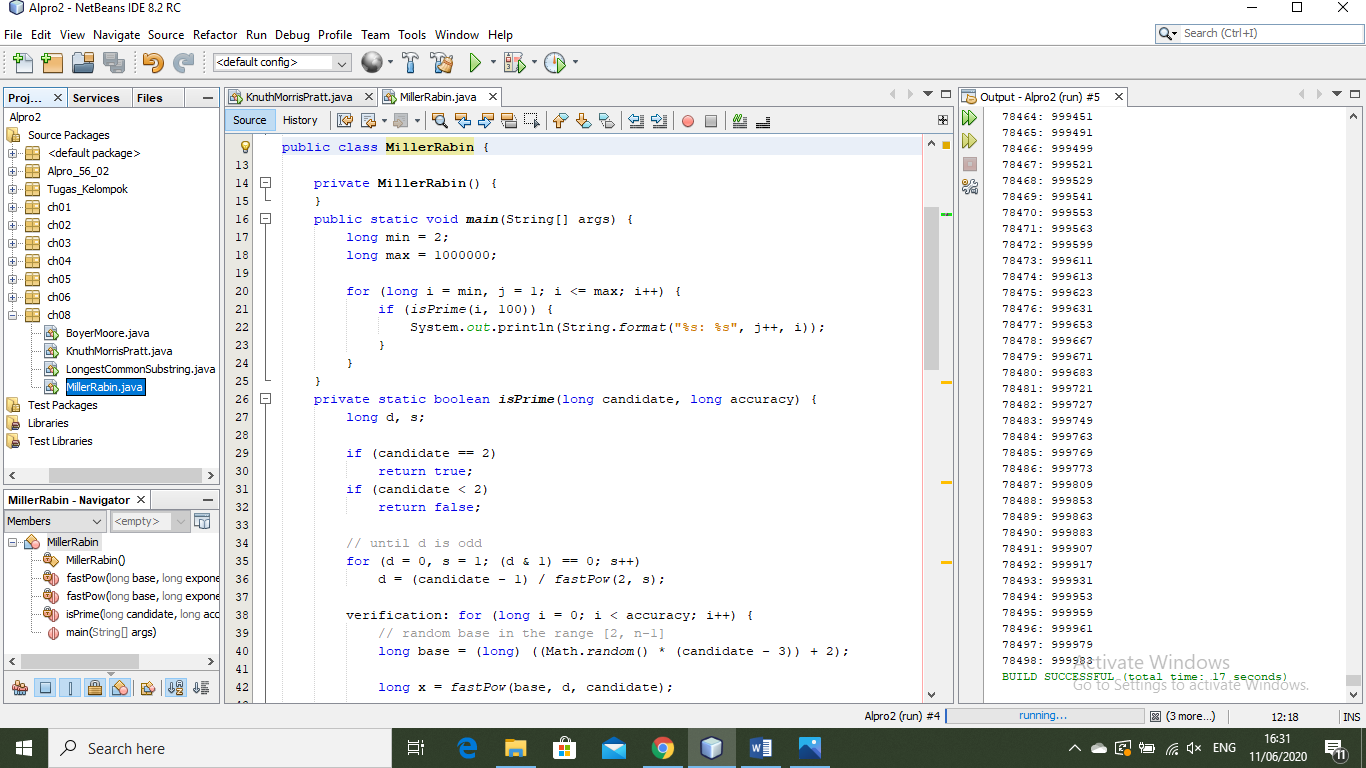 Alpro2 - NetBeans IDE 8.2 RC
File Edit View Navigate Source Refactor Run Debug Profile Team Tools Window Help
Search (Ctrl+I)
<default config>
Proj... Services Files
Alpro2
Source Packages
<default package>
Alpro_56_02
Tugas_Kelompok
ch01
ch02
ch03
ch04
ch05
ch06
ch08
BoyerMoore.java
KnuthMorrisPratt.java
LongestCommonSubstring.java
MillerRabin.java
Test Packages
Libraries
Test Libraries
MillerRabin - Navigator
Members <empty>
MillerRabin
MillerRabin()
fastPow(long base, long expone
fastPow(long base, long expone
isPrime(long candidate, long acc
main(String[] args)
KnuthMorrisPratt.java MillerRabin.java
Source History
public class MillerRabin {
13
14 private MillerRabin() {
15 }
16 public static void main(String[] args) {
17 long min = 2;
18 long max = 1000000;
19
20 for (long i = min, j = 1; i <= max; i++) {
21 if (isPrime(i, 100)) {
22 System.out.println(String.format("%s: %s", j++, i));
23 }
24 }
25 }
26 private static boolean isPrime(long candidate, long accuracy) {
27 long d, s;
28
29 if (candidate == 2)
30 return true;
31 if (candidate < 2)
32 return false;
33
34 // until d is odd
35 for (d = 0, s = 1; (d & 1) == 0; s++)
36 d = (candidate - 1) / fastPow(2, s);
37
38 verification: for (long i = 0; i < accuracy; i++) {
39 // random base in the range [2, n-1]
40 long base = (long) ((Math.random() * (candidate - 3)) + 2);
41
42 long x = fastPow(base, d, candidate);
Output - Alpro2 (run) #5
78464: 999451
78465: 999491
78466: 999499
78467: 999521
78468: 999529
78469: 999541
78470: 999553
78471: 999563
78472: 999599
78473: 999611
78474: 999613
78475: 999623
78476: 999631
78477: 999653
78478: 999667
78479: 999671
78480: 999683
78481: 999721
78482: 999727
78483: 999749
78484: 999763
78485: 999769
78486: 999773
78487: 999809
78488: 999853
78489: 999863
78490: 999883
78491: 999907
78492: 999917
78493: 999931
78494: 999953
78495: 999959
78496: 999961
78497: 999979
78498: 999983
BUILD SUCCESSFUL (total time: 17 seconds)
Activate Windows
Go to Settings to activate Windows.
Alpro2 (run) #4 running... (3 more...) 12:18 INS
Search here
ENG
16:31
11/06/2020
11